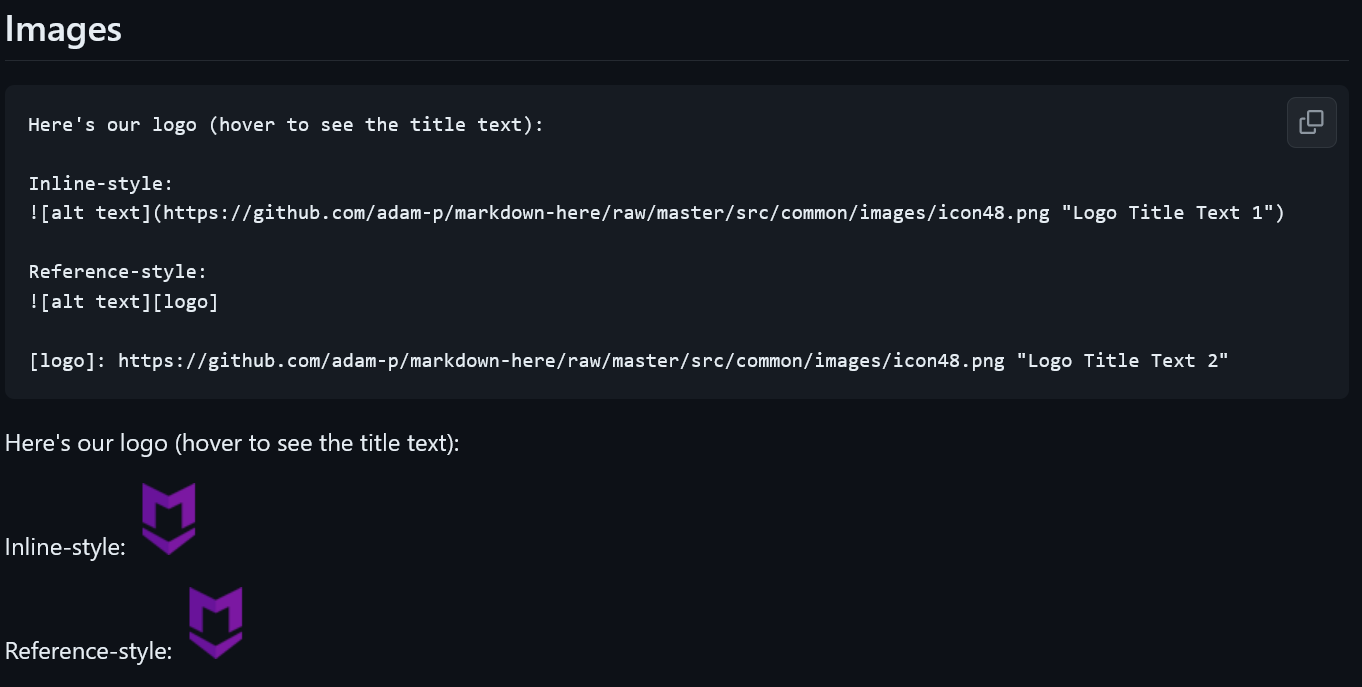 Images
Here's our logo (hover to see the title text):
Inline-style:
![alt text](https://github.com/adam-p/markdown-here/raw/master/src/common/images/icon48.png "Logo Title Text 1")
Reference-style:
![alt text][logo]
[logo]: https://github.com/adam-p/markdown-here/raw/master/src/common/images/icon48.png "Logo Title Text 2"
Here's our logo (hover to see the title text):
Inline-style:
Reference-style: